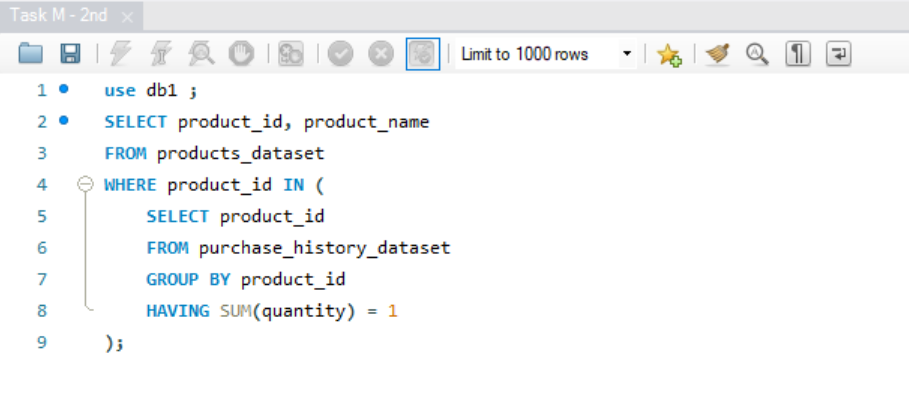 Task M - 2nd ×
Limit to 1000 rows
1 use db1 ;
2 SELECT product_id, product_name
3 FROM products_dataset
4 WHERE product_id IN (
5 SELECT product_id
6 FROM purchase_history_dataset
7 GROUP BY product_id
8 HAVING SUM(quantity) = 1
9 );